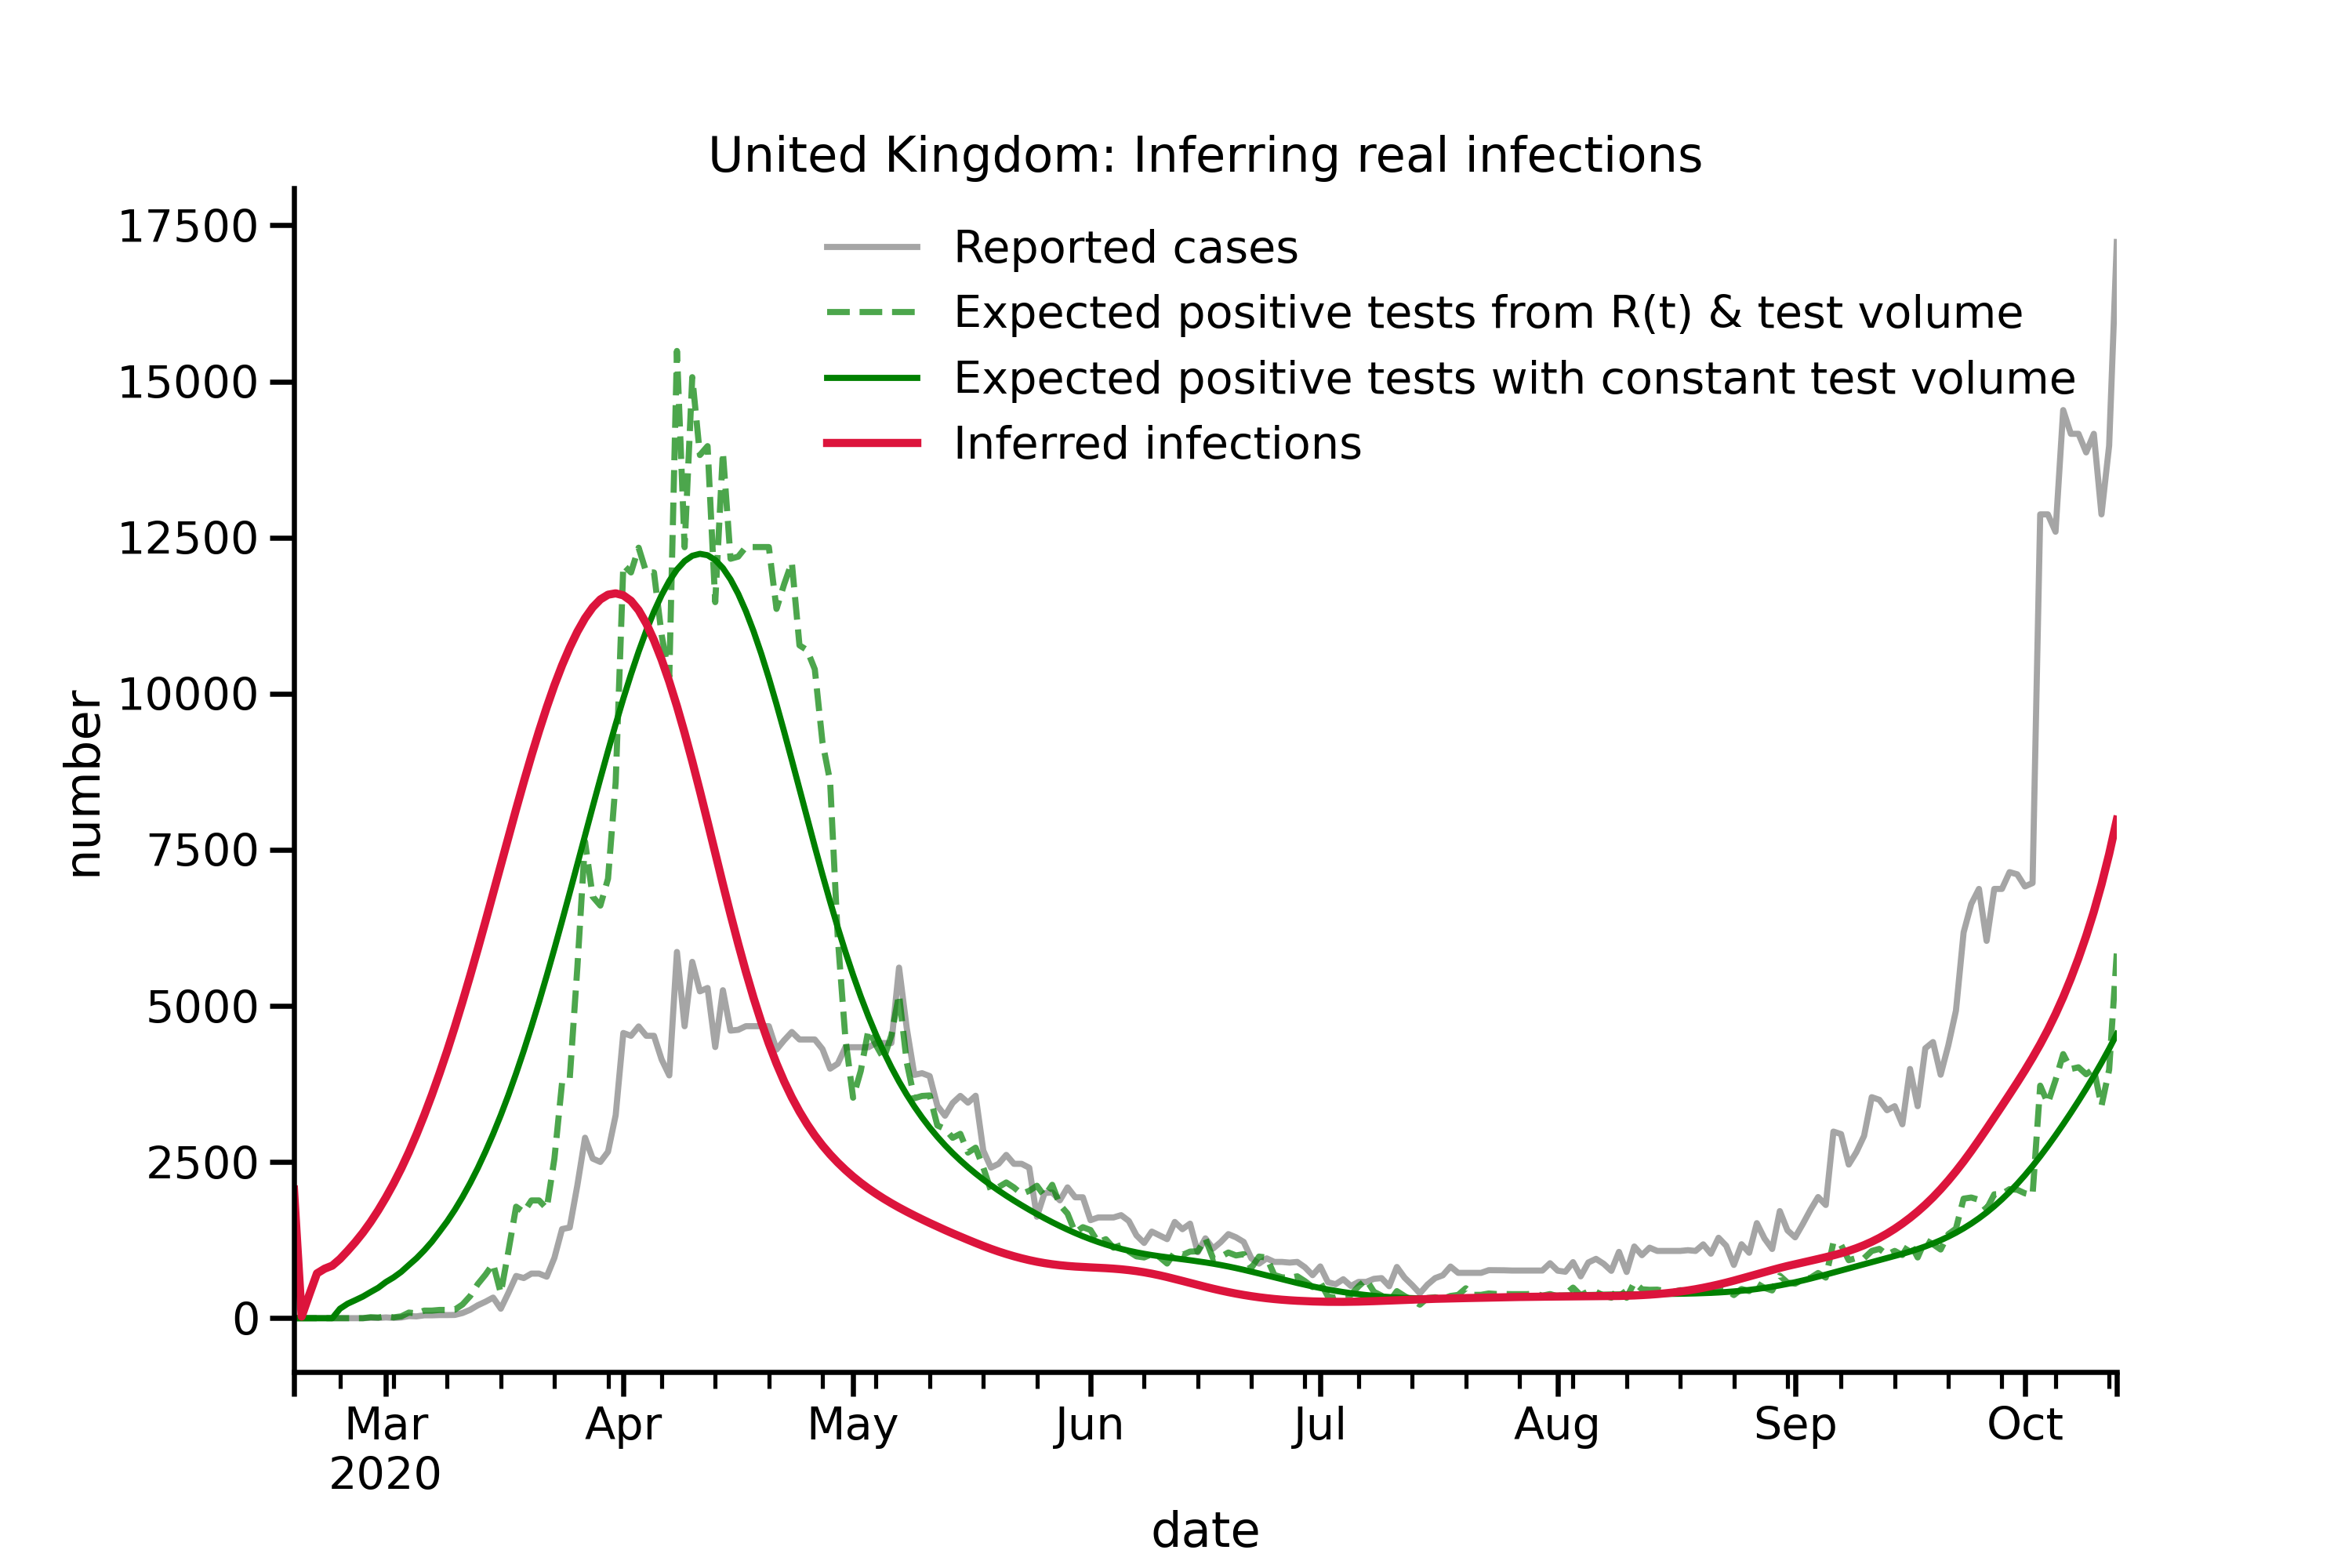 United Kingdom: Inferring real infections
17500
15000
12500
10000
7500
5000
2500
0
number
Reported cases
Expected positive tests from R(t) & test volume
Expected positive tests with constant test volume
Inferred infections
Mar Apr May Jun Jul Aug Sep Oct
2020
date